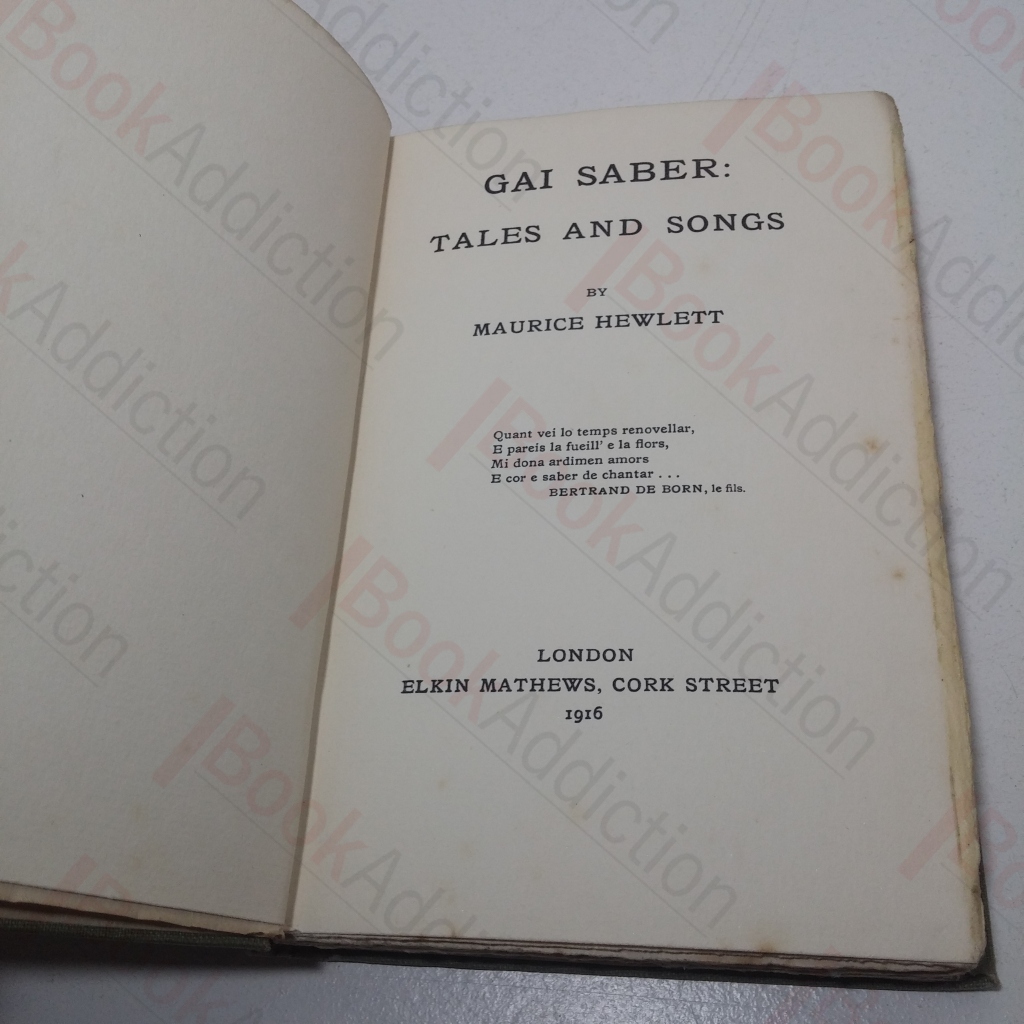 GAI SABER:
TALES AND SONGS
BY
MAURICE HEWLETT
Quant vei lo temps renovellar,
E pareis la fueill' e la flors,
Mi dona ardimen amors
E cor e saber de chantar . . .
BERTRAND DE BORN, le fils.
LONDON
ELKIN MATHEWS, CORK STREET
1916
BookAddiction